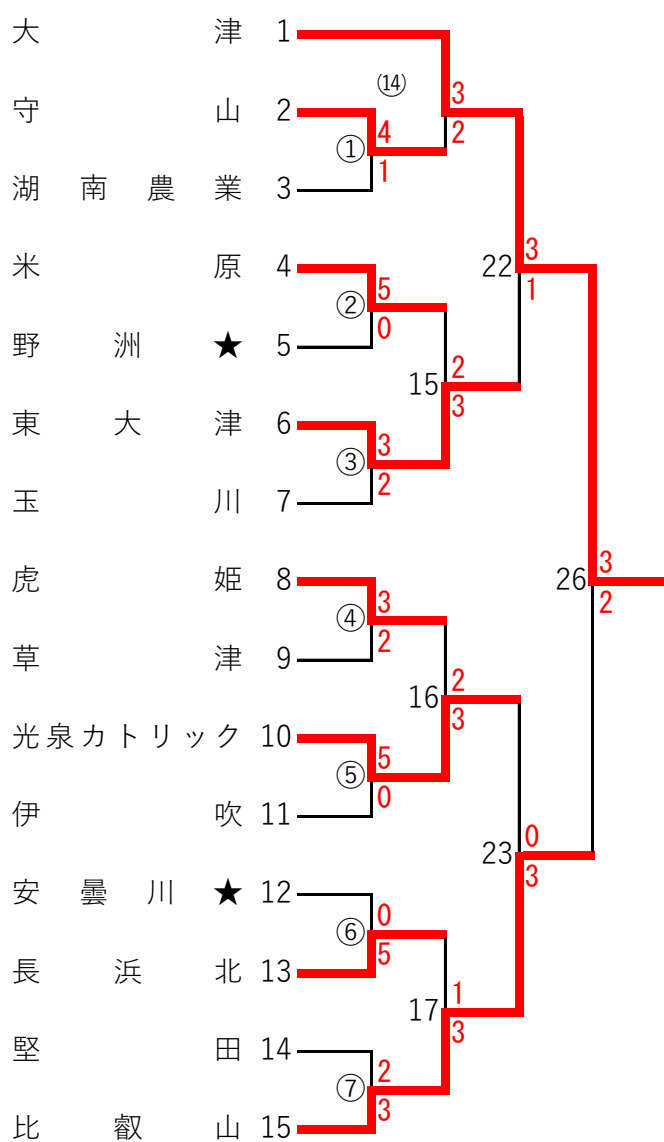 大津 1
3
(14)
守山 2
4
2
①
1
湖南農業 3
米原 4
22
3
5
1
②
0
野洲★ 5
2
15
3
東大津 6
3
③
2
玉川 7
虎姫 8
26
3
3
2
④
2
草津 9
2
16
3
光泉カトリック 10
5
⑤
0
伊吹 11
0
23
3
安曇川★ 12
0
⑥
5
長浜北 13
1
17
3
堅田 14
2
⑦
3
比叡山 15